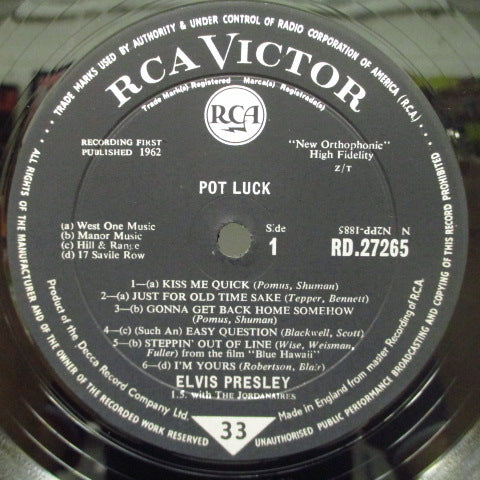 · · · TRADE MARKS USED BY AUTHORITY & UNDER CONTROL OF RADIO CORPORATION OF AMERICA (R.C.A.) · · ·
RCA VICTOR
Trade Mark(s) Registered Marca(s) Registrada(s)
RCA
RECORDING FIRST
PUBLISHED 1962
"New Orthophonic"
High Fidelity
Z/T
POT LUCK
(a) West One Music
(b) Manor Music
(c) Hill & Range
(d) 17 Savile Row
Side
1
N N2PP-1885
RD.27265
1—(a) KISS ME QUICK (Pomus, Shuman)
2—(a) JUST FOR OLD TIME SAKE (Tepper, Bennett)
3—(b) GONNA GET BACK HOME SOMEHOW
(Pomus, Shuman)
4—(c) (Such An) EASY QUESTION (Blackwell, Scott)
5—(b) STEPPIN' OUT OF LINE (Wise, Weisman,
Fuller) from the film "Blue Hawaii"
6—(d) I'M YOURS (Robertson, Blair)
ELVIS PRESLEY
1.5. with THE JORDANAIRES
Product of the Decca Record Company Ltd.
Made in England from master Recording of R.C.A.
33
ALL RIGHTS OF THE MANUFACTURER AND OF THE OWNER OF THE RECORDED WORK RESERVED
UNAUTHORISED PUBLIC PERFORMANCE BROADCASTING AND COPYING OF THIS RECORD PROHIBITED